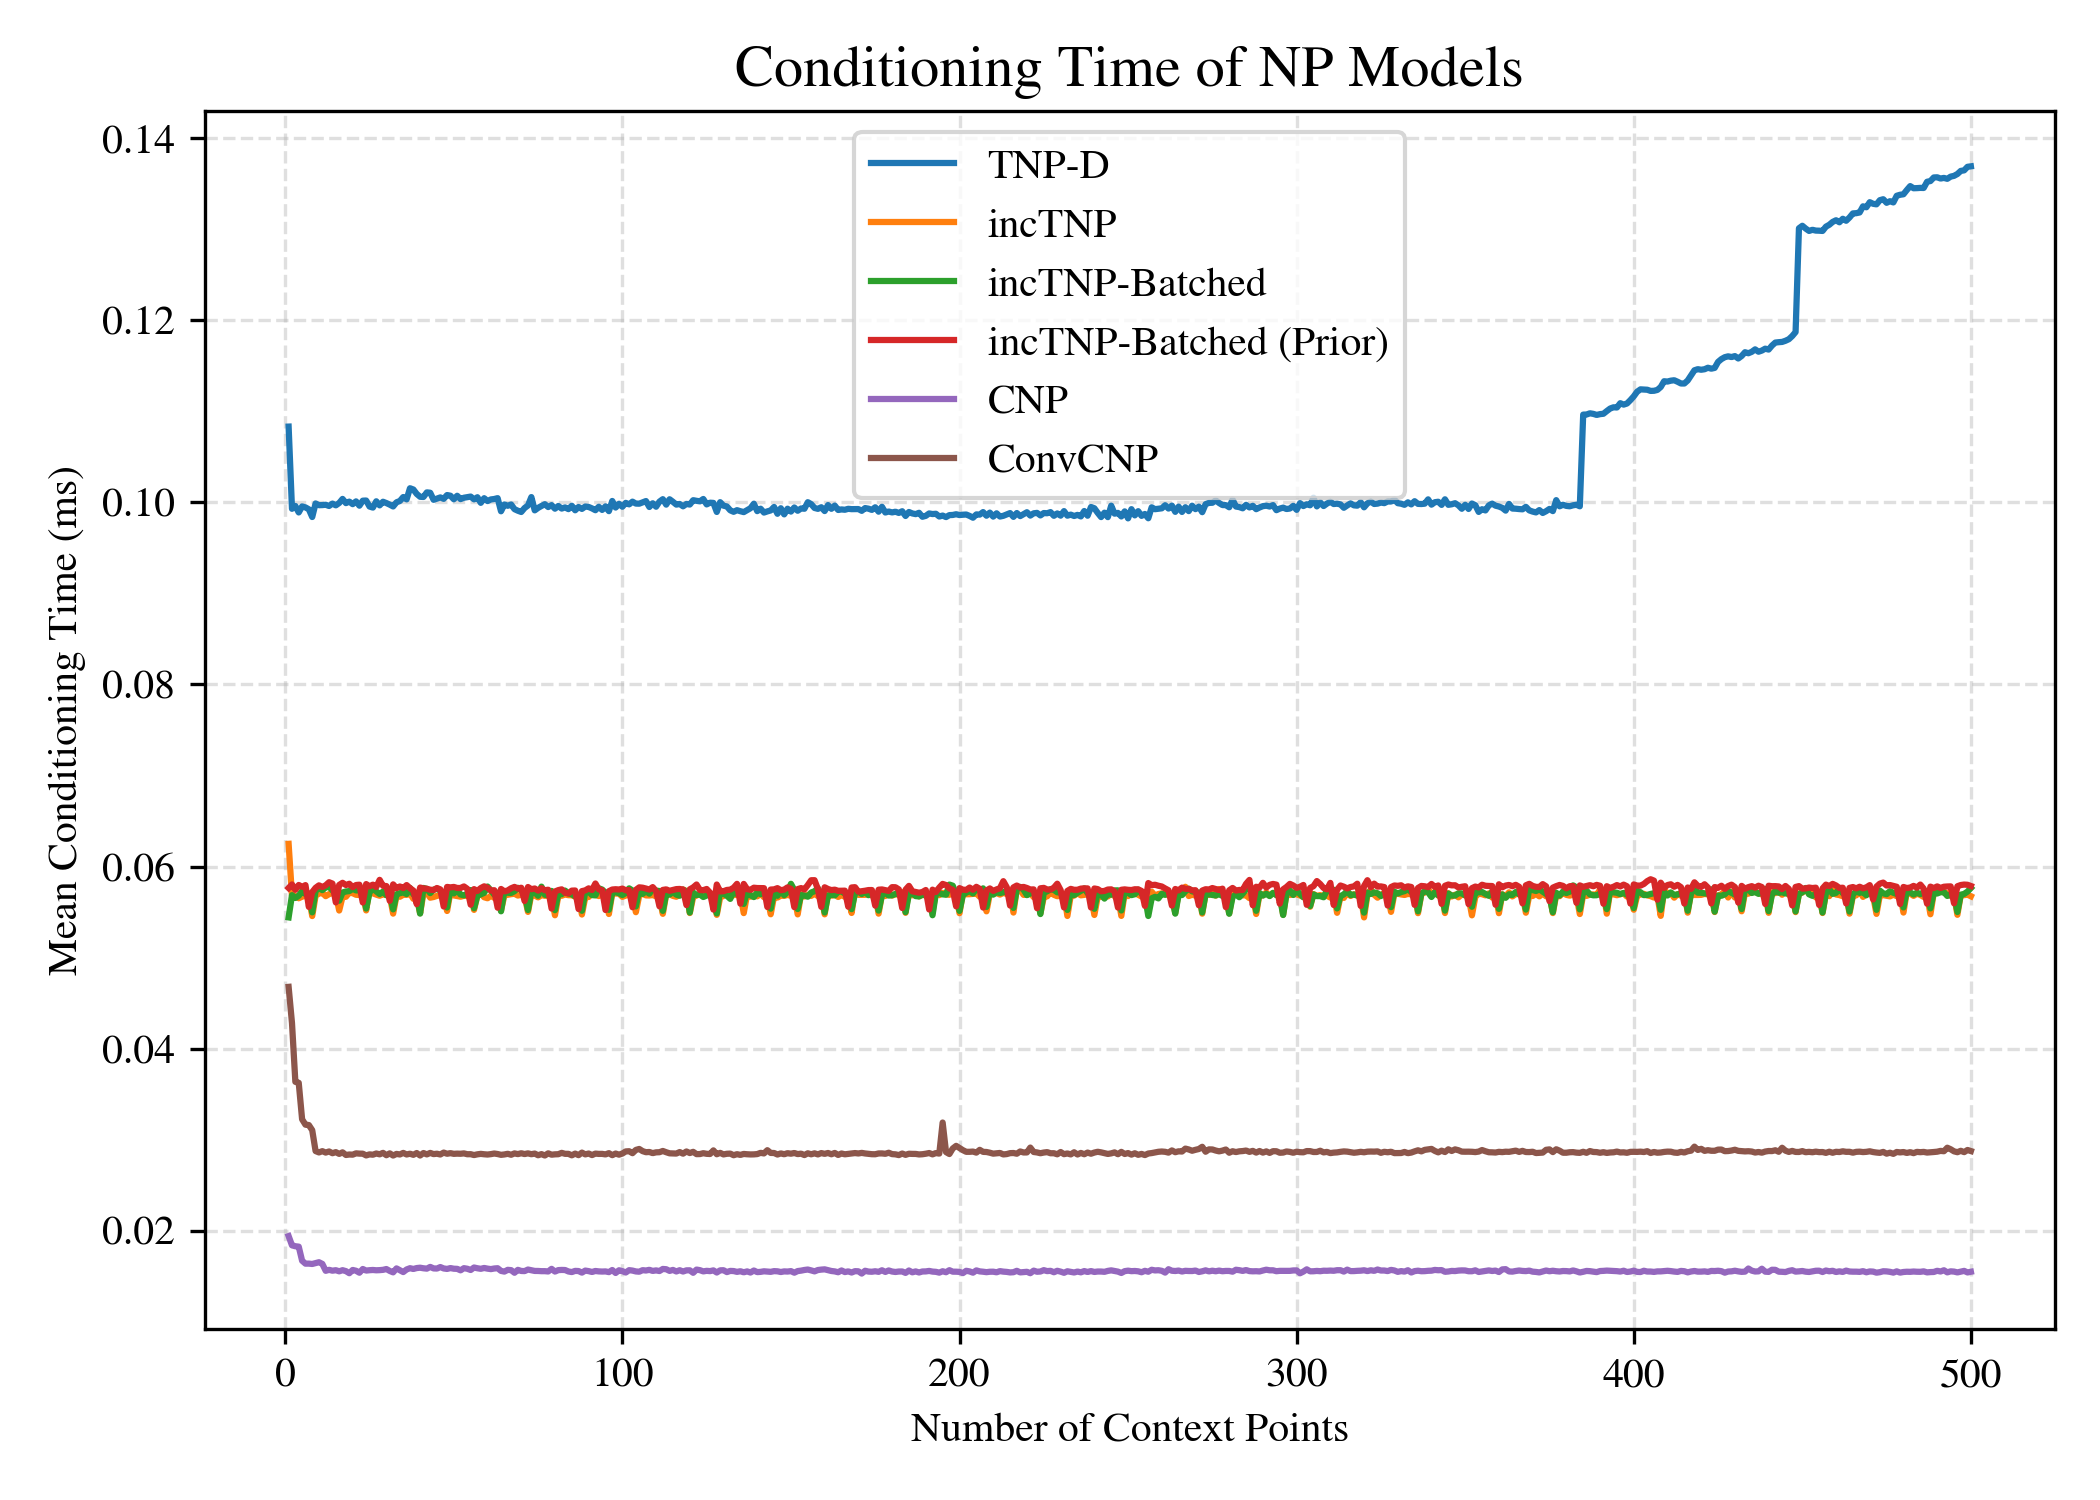 Conditioning Time of NP Models
Mean Conditioning Time (ms)
0.14
0.12
0.10
0.08
0.06
0.04
0.02
TNP-D
incTNP
incTNP-Batched
incTNP-Batched (Prior)
CNP
ConvCNP
0 100 200 300 400 500
Number of Context Points